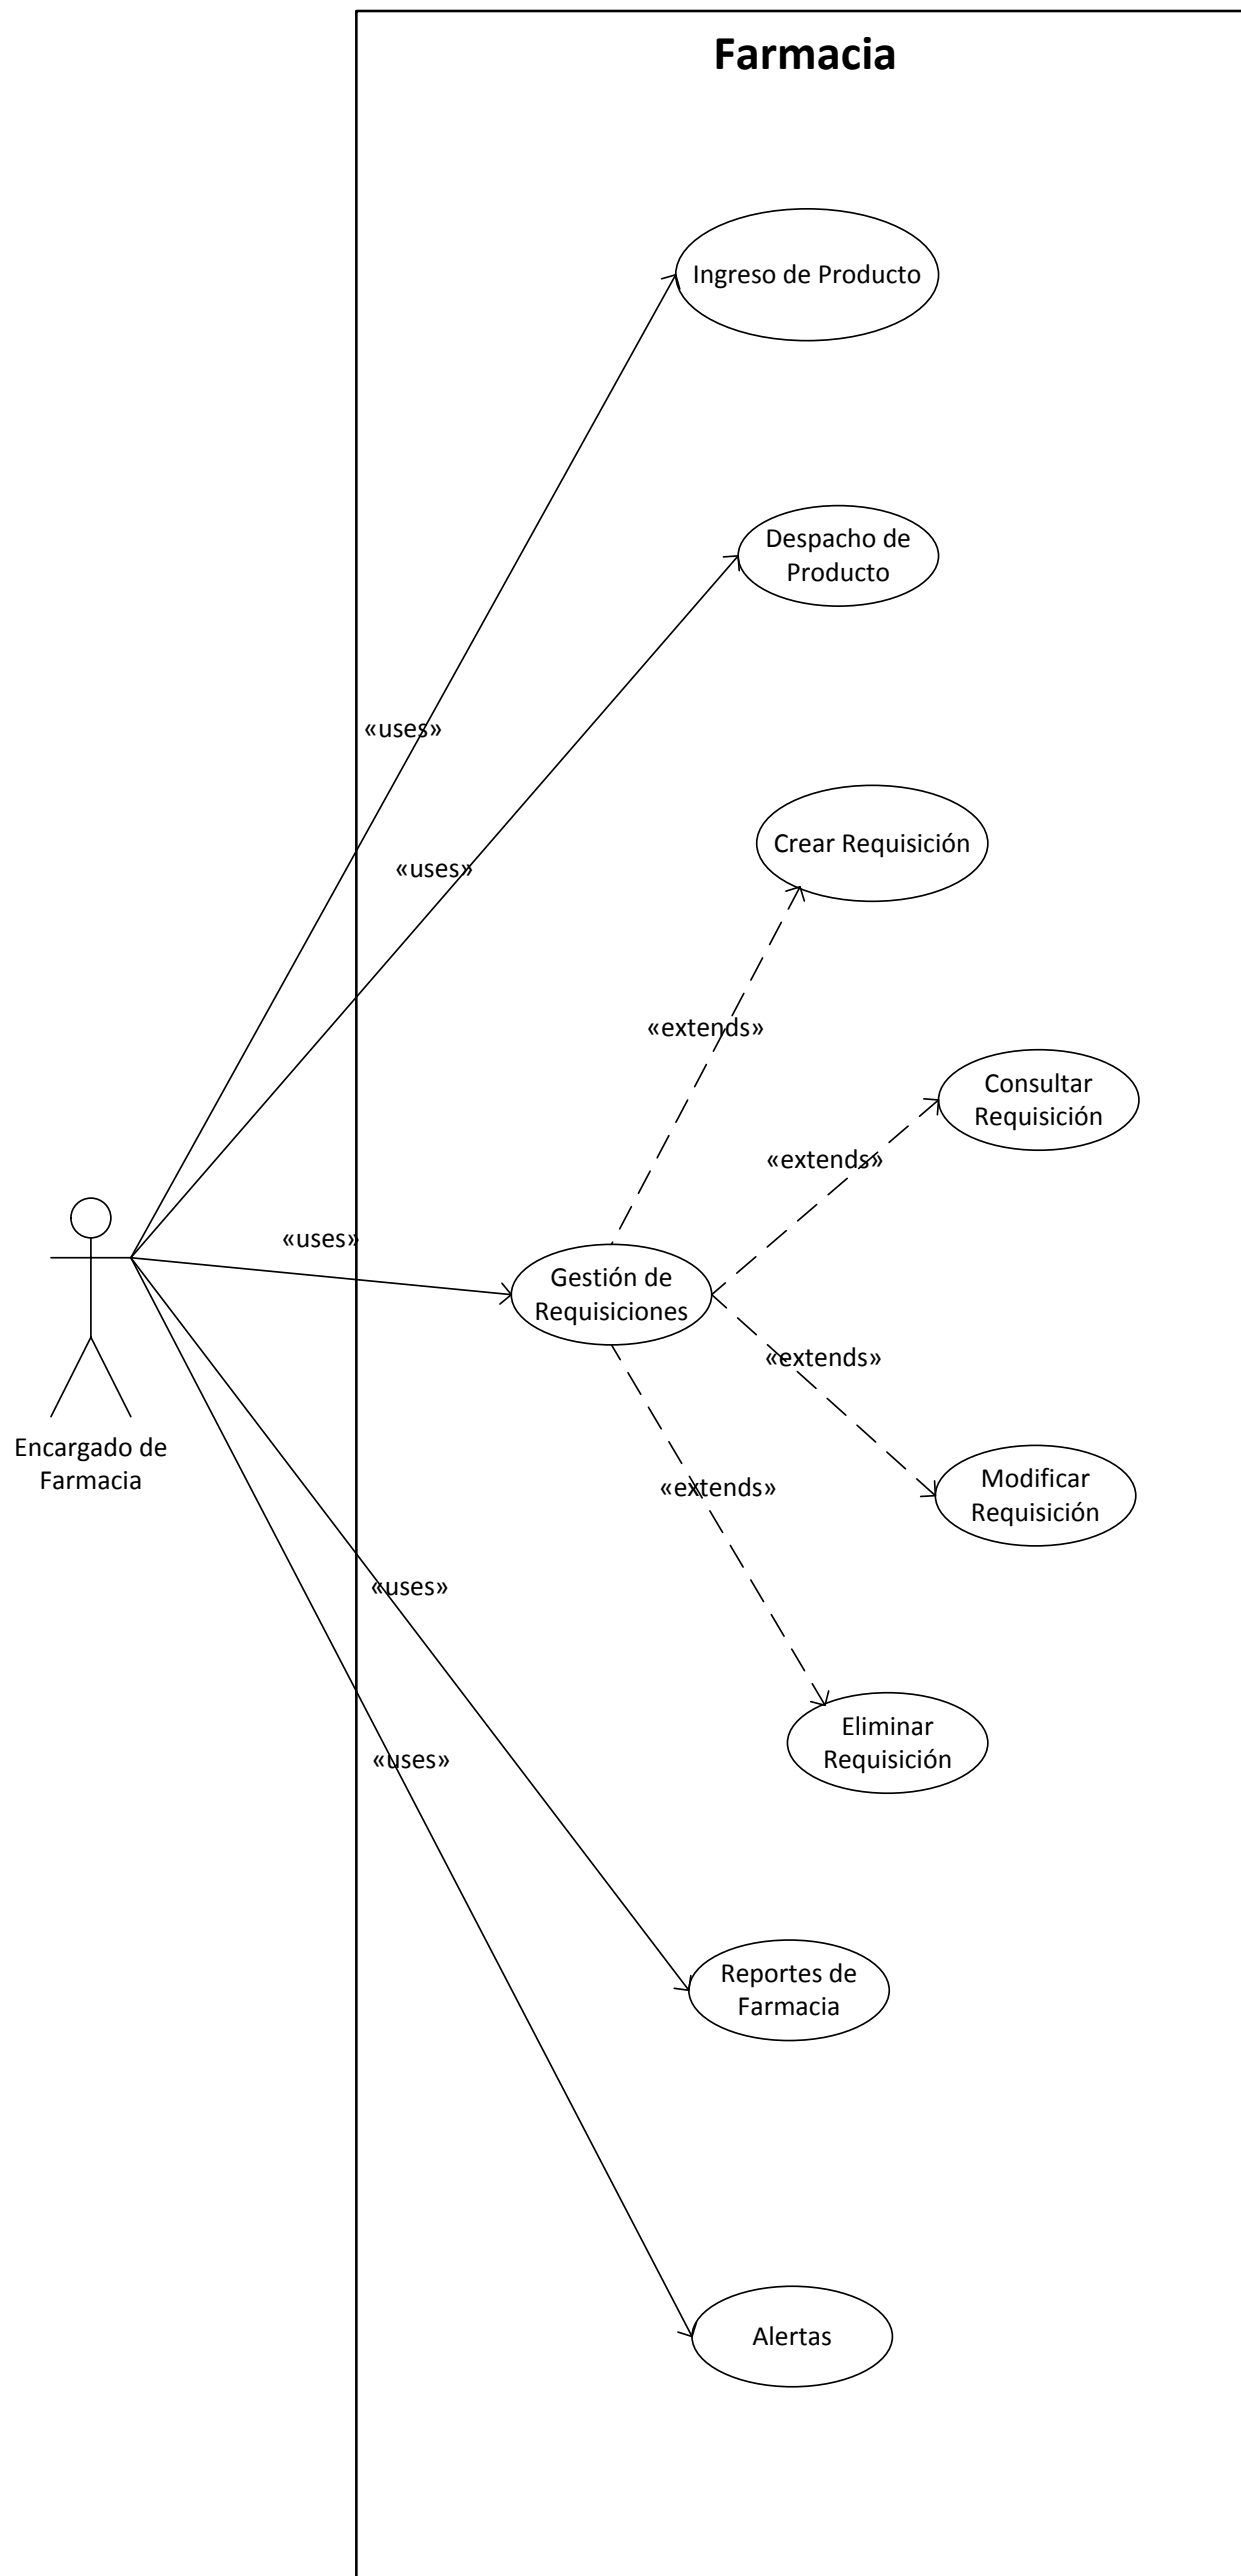 Farmacia
Ingreso de Producto
Despacho de
Producto
«uses»
Crear Requisición
«uses»
«extends»
Consultar
Requisición
«extends»
«uses»
Gestión de
Requisiciones
«extends»
Encargado de
Farmacia
Modificar
Requisición
«extends»
«uses»
Eliminar
Requisición
«uses»
Reportes de
Farmacia
Alertas